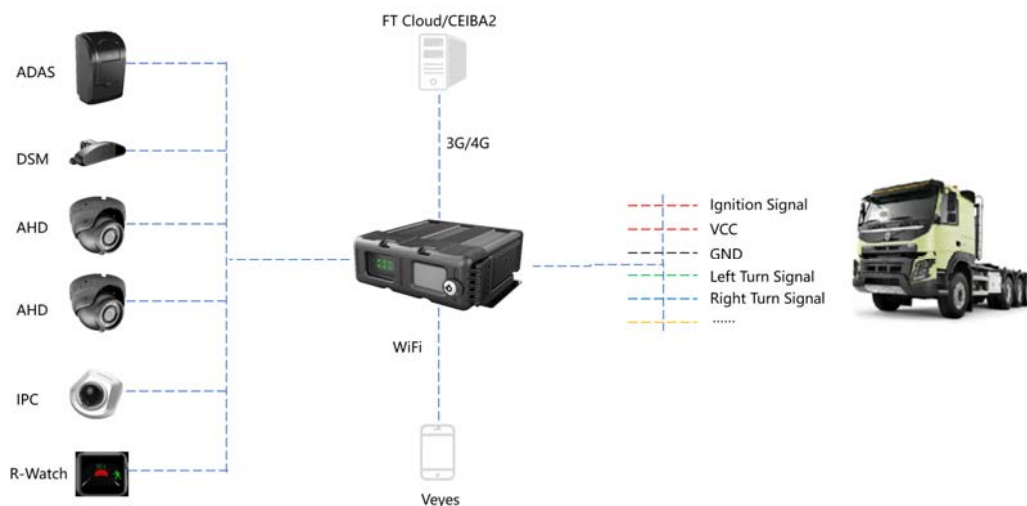 FT Cloud/CEIBA2
ADAS
3G/4G
DSM
Ignition Signal
VCC
AHD
GND
Left Turn Signal
Right Turn Signal
AHD
......
WiFi
IPC
R-Watch
Veyes